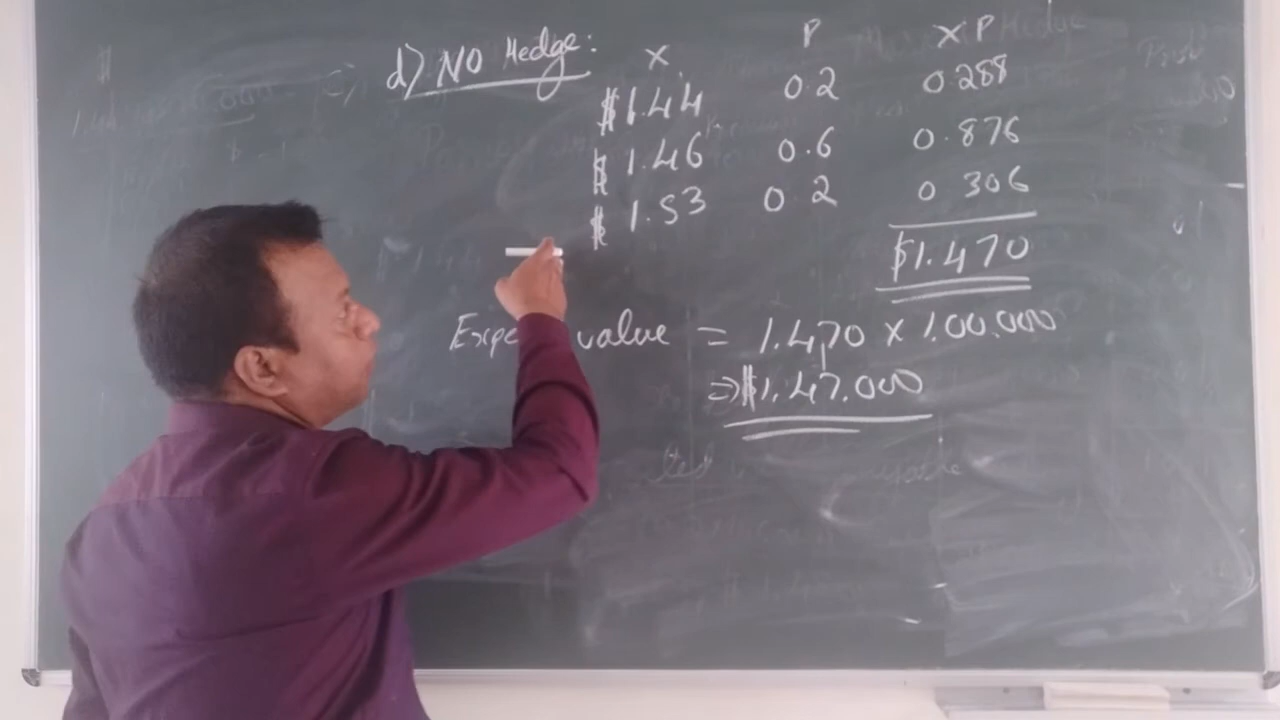 d) NO Hedge: X P XP
$1.44 0.2 0.288
$1.46 0.6 0.876
$1.53 0.2 0.306
$1.470
value = 1.470 × 1.00.000
⇒ $1.47.000